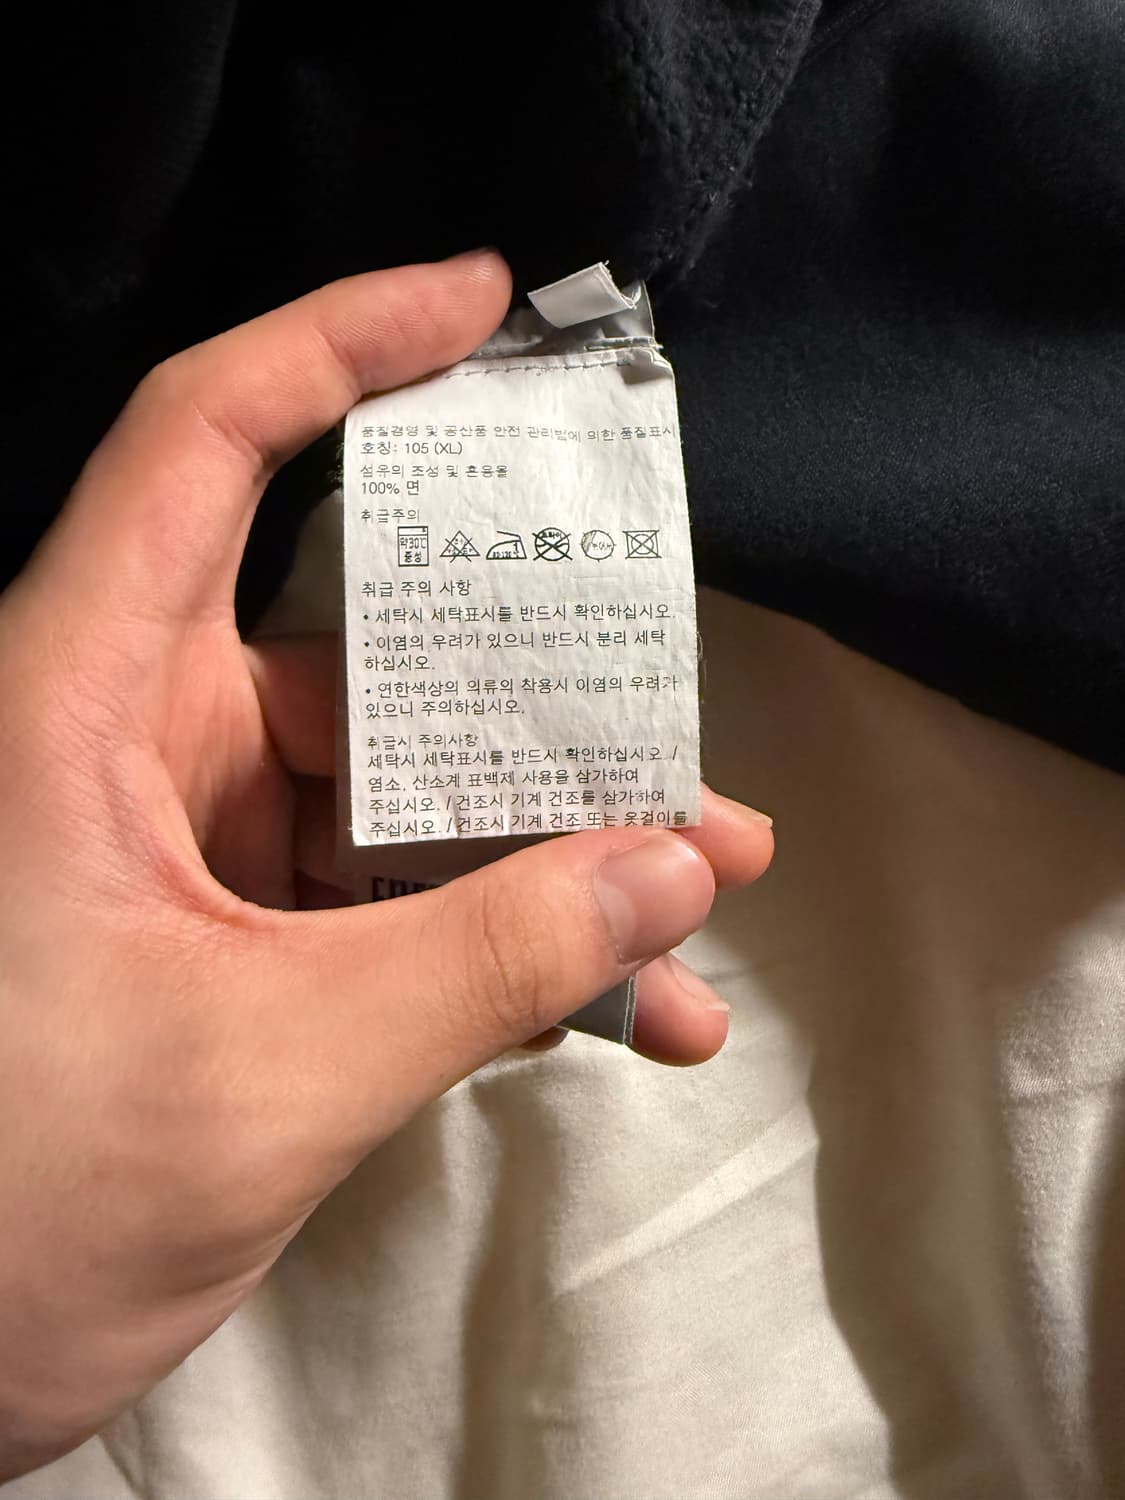 품질경영 및 공산품 안전 관리법에 의한 품질표시
호칭: 105 (XL)
섬유의 조성 및 혼용율
100% 면
취급주의
약30℃
중성
드라이
취급 주의 사항
• 세탁시 세탁표시를 반드시 확인하십시오.
• 이염의 우려가 있으니 반드시 분리 세탁
하십시오.
• 연한색상의 의류의 착용시 이염의 우려가
있으니 주의하십시오.
취급시 주의사항
세탁시 세탁표시를 반드시 확인하십시오. /
염소, 산소계 표백제 사용을 삼가하여
주십시오. / 건조시 기계 건조를 삼가하여
주십시오. / 건조시 기계 건조 또는 옷걸이를